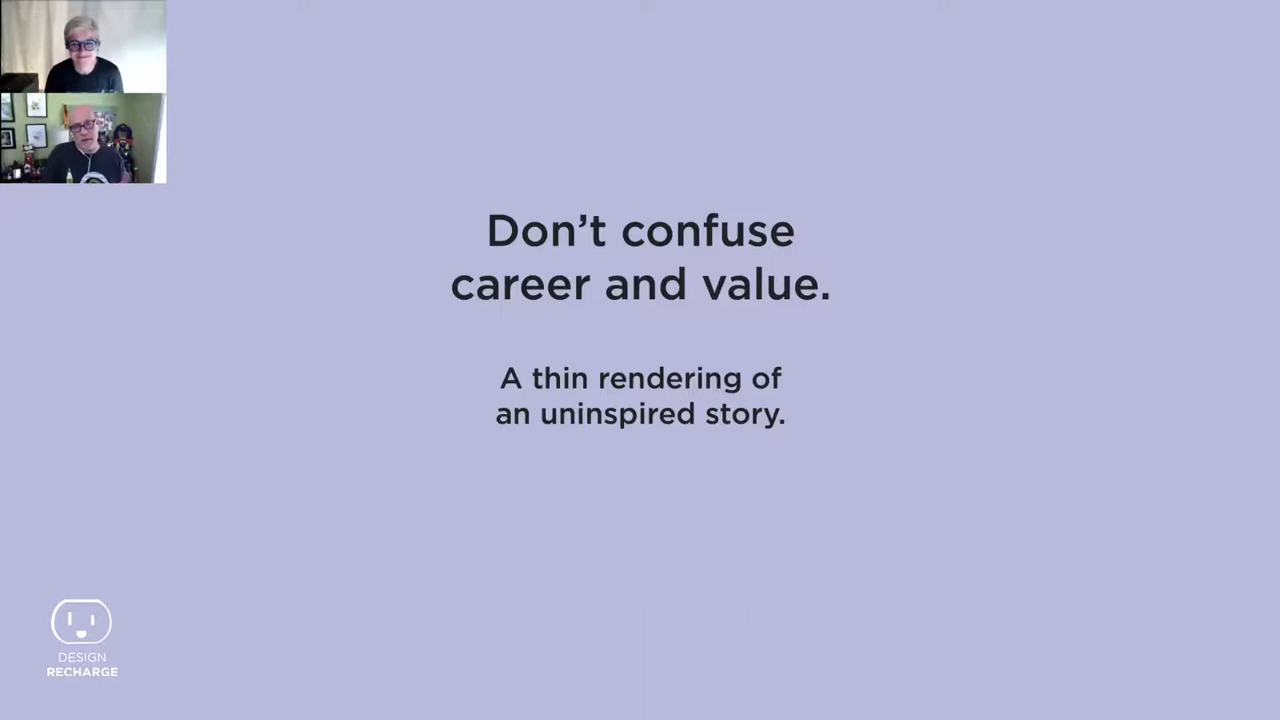 Don’t confuse
career and value.
A thin rendering of
an uninspired story.
DESIGN
RECHARGE